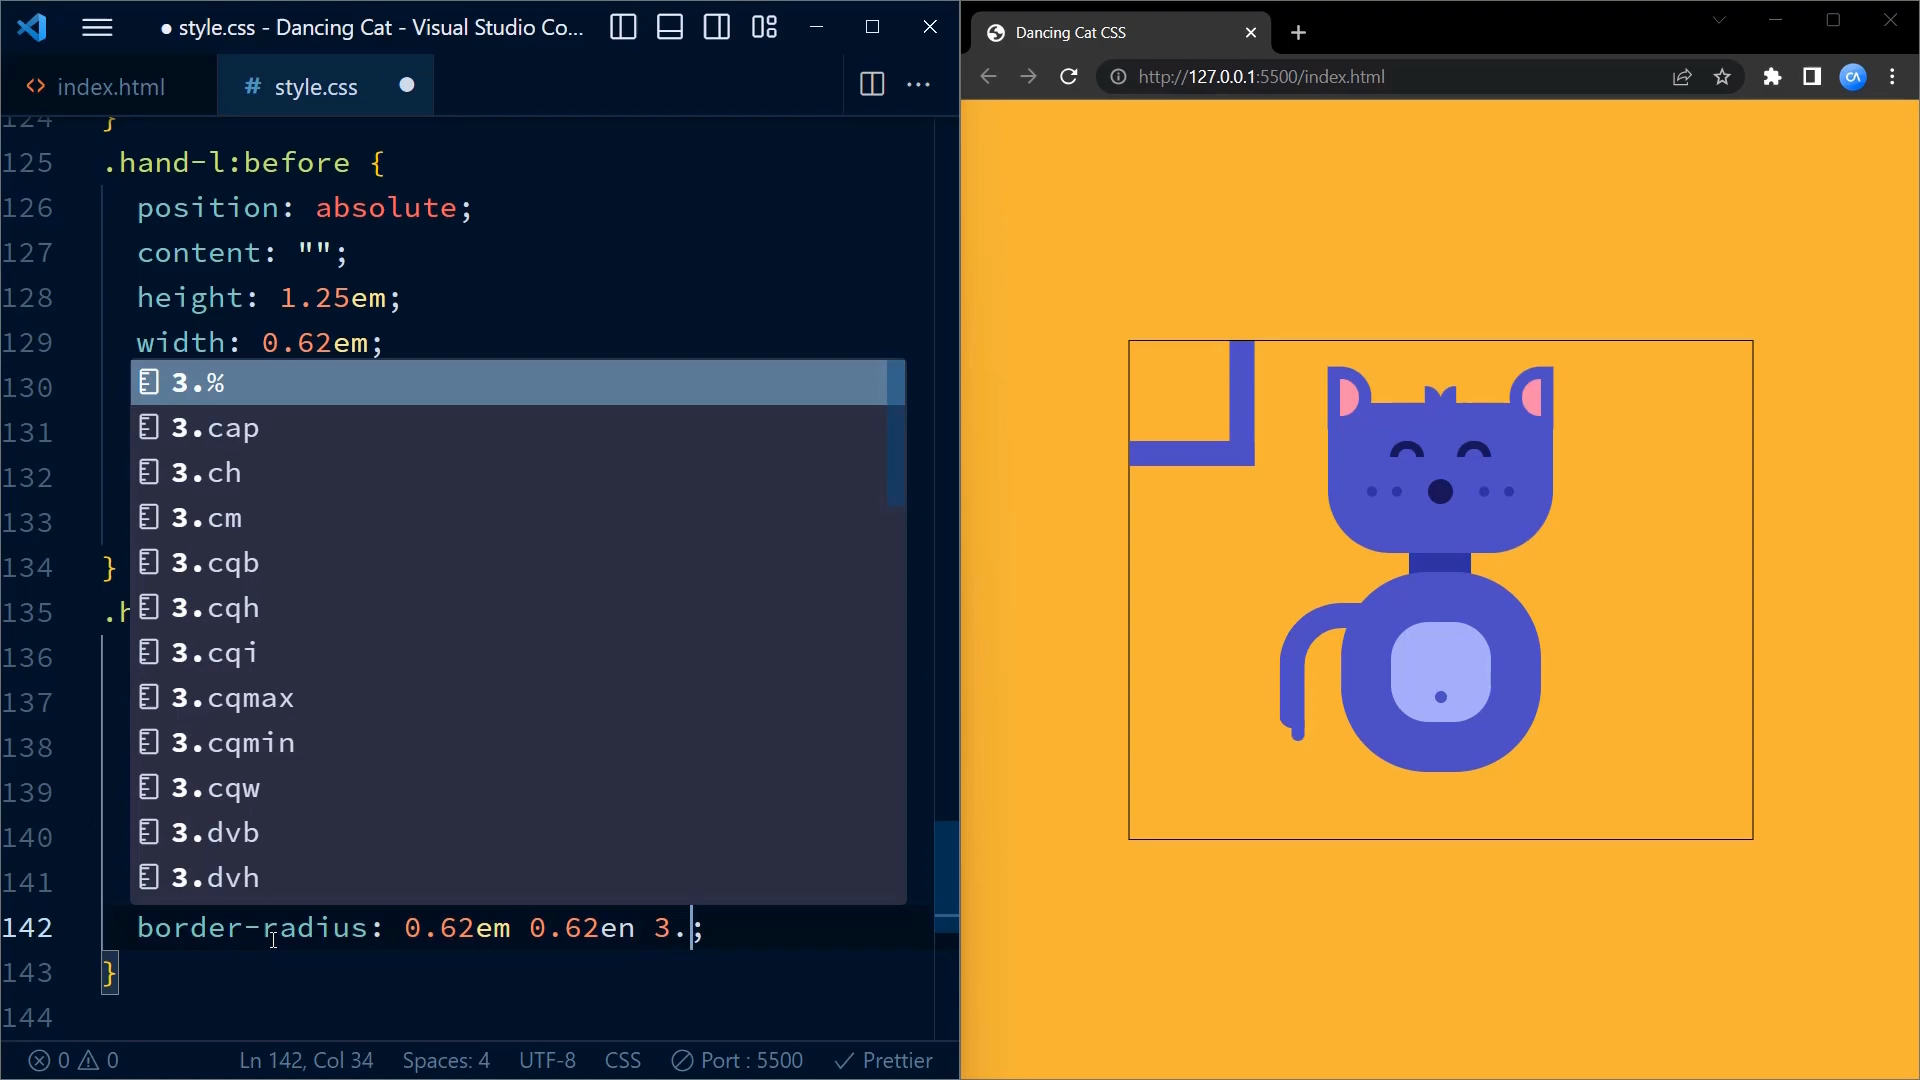 ● style.css - Dancing Cat - Visual Studio Co...
<> index.html
# style.css ●
124 }
125 .hand-l:before {
126 position: absolute;
127 content: "";
128 height: 1.25em;
129 width: 0.62em;
130 3.%
3.cap
131
132 3.ch
133 3.cm
134 } 3.cqb
135 .h 3.cqh
136 3.cqi
137 3.cqmax
138 3.cqmin
139 3.cqw
140 3.dvb
141 3.dvh
142 border-radius: 0.62em 0.62en 3.;
143 }
144
0 0 Ln 142, Col 34 Spaces: 4 UTF-8 CSS Port : 5500 Prettier
Dancing Cat CSS
http://127.0.0.1:5500/index.html
CA